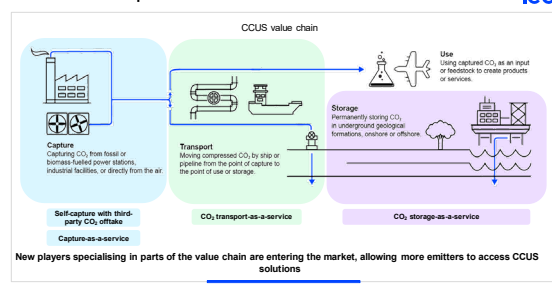 CCUS value chain
Use
Using captured CO₂ as an input
or feedstock to create products
or services.
Storage
Permanently storing CO₂
in underground geological
formations, onshore or offshore.
Capture
Capturing CO₂ from fossil or
biomass-fuelled power stations,
industrial facilities, or directly from the air.
Transport
Moving compressed CO₂ by ship or
pipeline from the point of capture to
the point of use or storage.
Self-capture with third-
party CO₂ offtake
CO₂ transport-as-a-service
CO₂ storage-as-a-service
Capture-as-a-service
New players specialising in parts of the value chain are entering the market, allowing more emitters to access CCUS
solutions